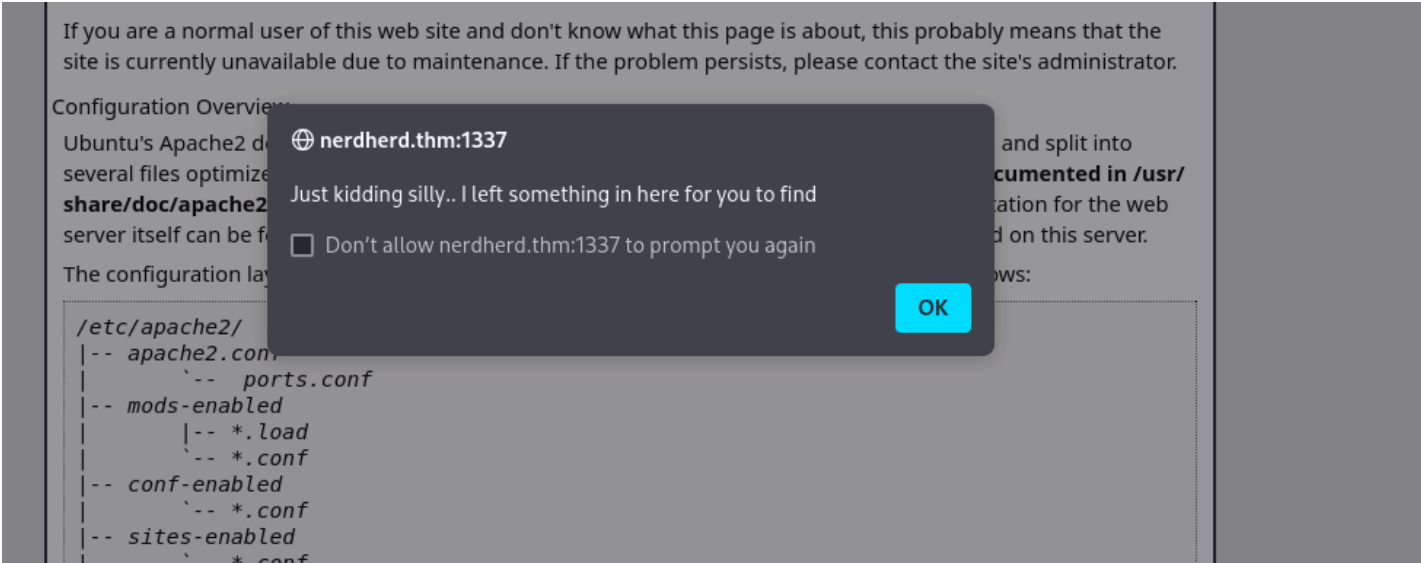 If you are a normal user of this web site and don't know what this page is about, this probably means that the
site is currently unavailable due to maintenance. If the problem persists, please contact the site's administrator.
Configuration Overview
nerdherd.thm:1337
Ubuntu's Apache2 and split into
several files optimize cumented in /usr/
Just kidding silly.. I left something in here for you to find
share/doc/apache2 for the web
server itself can be d on this server.
Don't allow nerdherd.thm:1337 to prompt you again
The configuration ows:
OK
/etc/apache2/
|-- apache2.conf
| `-- ports.conf
|-- mods-enabled
| |-- *.load
| `-- *.conf
|-- conf-enabled
| `-- *.conf
|-- sites-enabled
| `-- *.conf